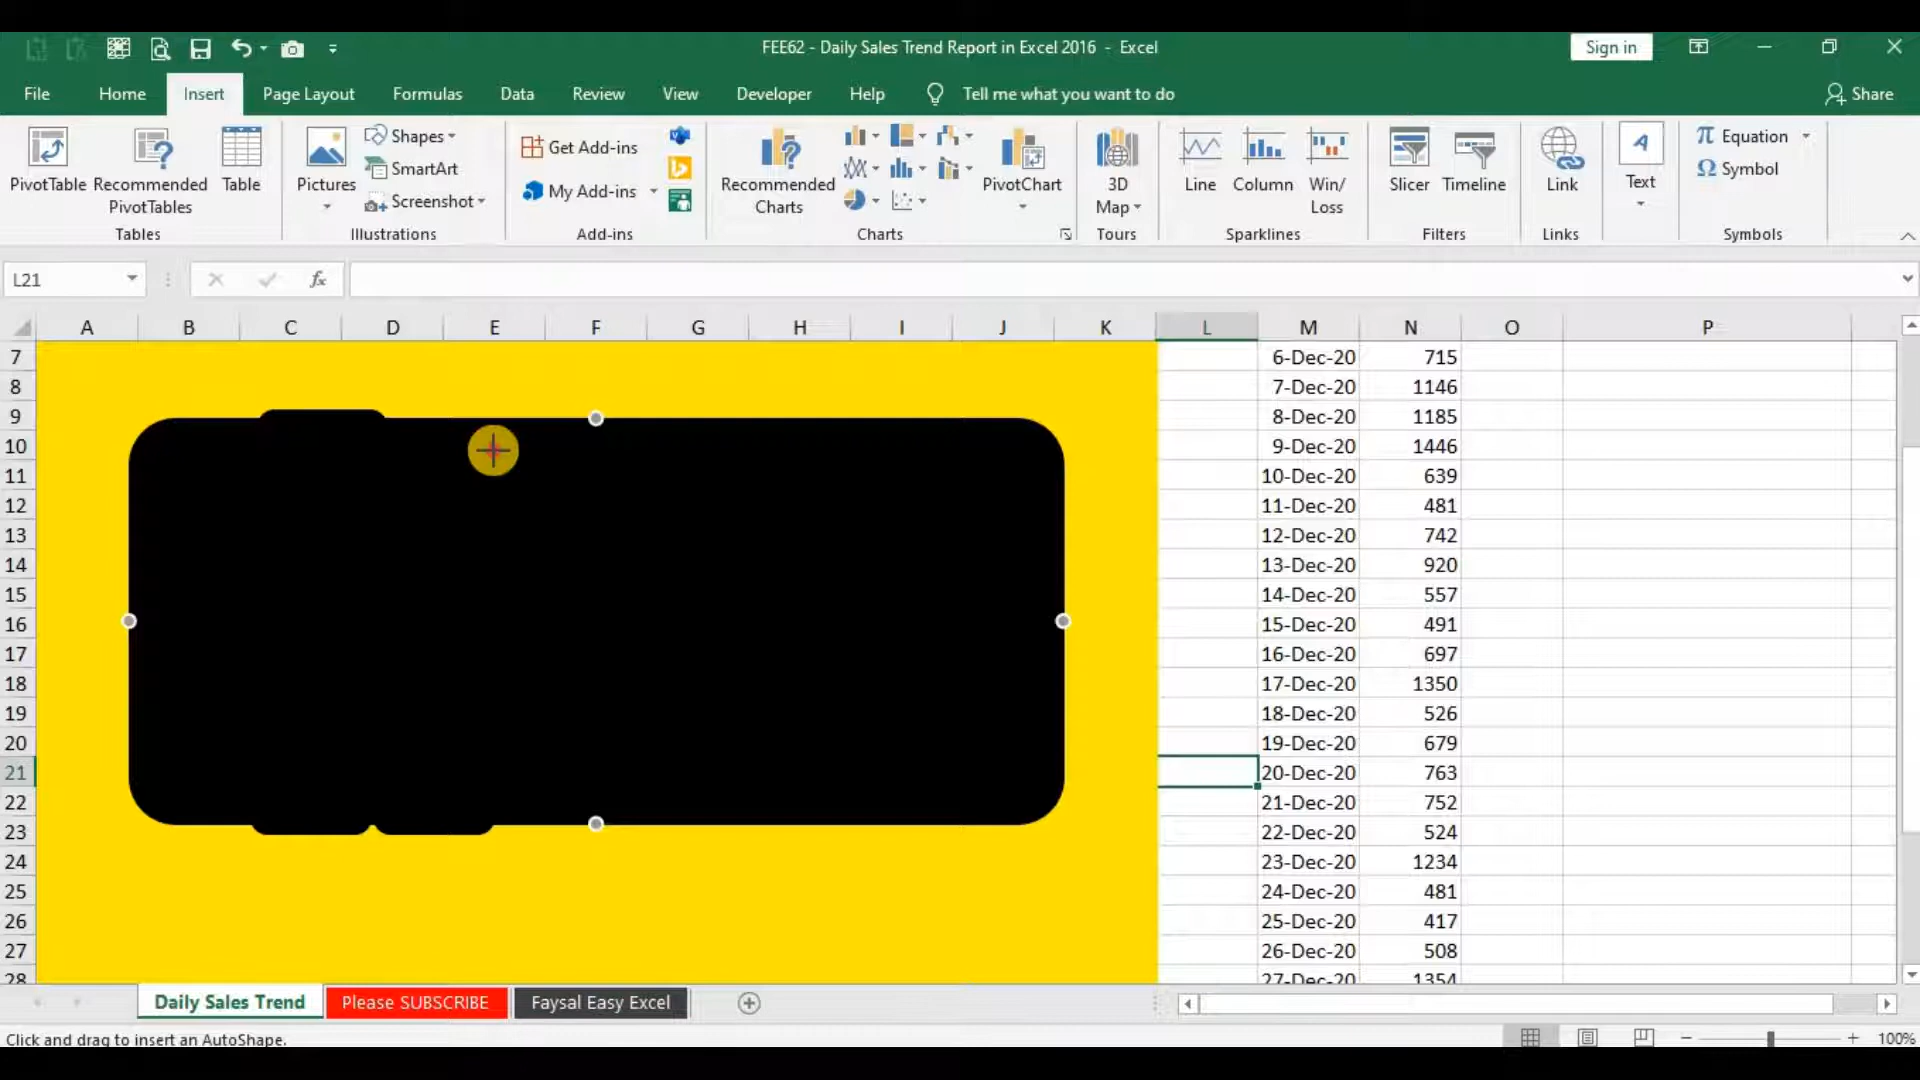 FEE62 - Daily Sales Trend Report in Excel 2016 - Excel
Sign in
File Home Insert Page Layout Formulas Data Review View Developer Help Tell me what you want to do Share
PivotTable
Recommended
PivotTables
Table
Tables
Pictures
Shapes
SmartArt
Screenshot
Illustrations
Get Add-ins
My Add-ins
Add-ins
Recommended
Charts
PivotChart
Charts
3D
Map
Tours
Line
Column
Win/
Loss
Sparklines
Slicer
Timeline
Filters
Link
Links
Text
Equation
Symbol
Symbols
L21
fx
A B C D E F G H I J K L M N O P
7 6-Dec-20 715
8 7-Dec-20 1146
9 8-Dec-20 1185
10 9-Dec-20 1446
11 10-Dec-20 639
12 11-Dec-20 481
13 12-Dec-20 742
14 13-Dec-20 920
15 14-Dec-20 557
16 15-Dec-20 491
17 16-Dec-20 697
18 17-Dec-20 1350
19 18-Dec-20 526
20 19-Dec-20 679
21 20-Dec-20 763
22 21-Dec-20 752
23 22-Dec-20 524
24 23-Dec-20 1234
25 24-Dec-20 481
26 25-Dec-20 417
27 26-Dec-20 508
28 27-Dec-20 1354
Daily Sales Trend Please SUBSCRIBE Faysal Easy Excel
Click and drag to insert an AutoShape.
100%